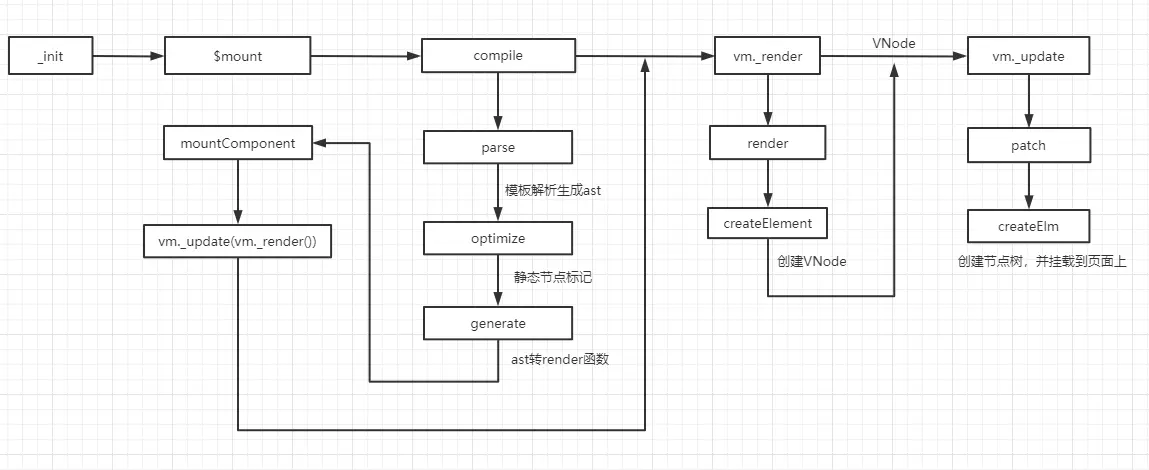 _init
$mount
compile
vm._render
VNode
vm._update
mountComponent
parse
render
patch
模板解析生成ast
vm._update(vm._render())
optimize
createElement
createElm
静态节点标记
创建VNode
创建节点树，并挂载到页面上
generate
ast转render函数